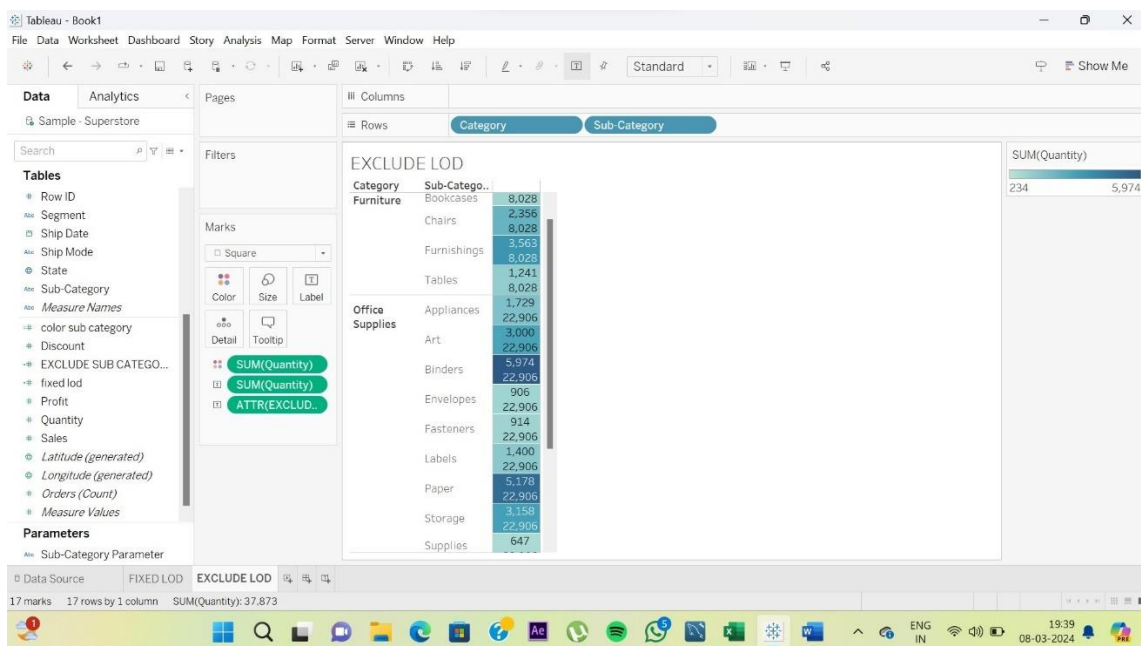 Tableau - Book1
File Data Worksheet Dashboard Story Analysis Map Format Server Window Help
Standard
Show Me
Data Analytics
Sample - Superstore
Search
Tables
# Row ID
Abc Segment
Ship Date
Abc Ship Mode
State
Abc Sub-Category
Abc Measure Names
=# color sub category
# Discount
=# EXCLUDE SUB CATEGO...
=# fixed lod
# Profit
# Quantity
# Sales
Latitude (generated)
Longitude (generated)
# Orders (Count)
# Measure Values
Parameters
Abc Sub-Category Parameter
Pages
Filters
Marks
Square
Color Size Label
Detail Tooltip
SUM(Quantity)
SUM(Quantity)
ATTR(EXCLUD..
Columns
Rows Category Sub-Category
EXCLUDE LOD
Category Sub-Catego..
Furniture Bookcases 8,028
Chairs 2,356
8,028
Furnishings 3,563
8,028
Tables 1,241
8,028
Office Supplies Appliances 1,729
22,906
Art 3,000
22,906
Binders 5,974
22,906
Envelopes 906
22,906
Fasteners 914
22,906
Labels 1,400
22,906
Paper 5,178
22,906
Storage 3,158
22,906
Supplies 647
SUM(Quantity)
234 5,974
Data Source FIXED LOD EXCLUDE LOD
17 marks 17 rows by 1 column SUM(Quantity): 37,873
1
Ae
5
ENG
IN
19:39
08-03-2024
PRE